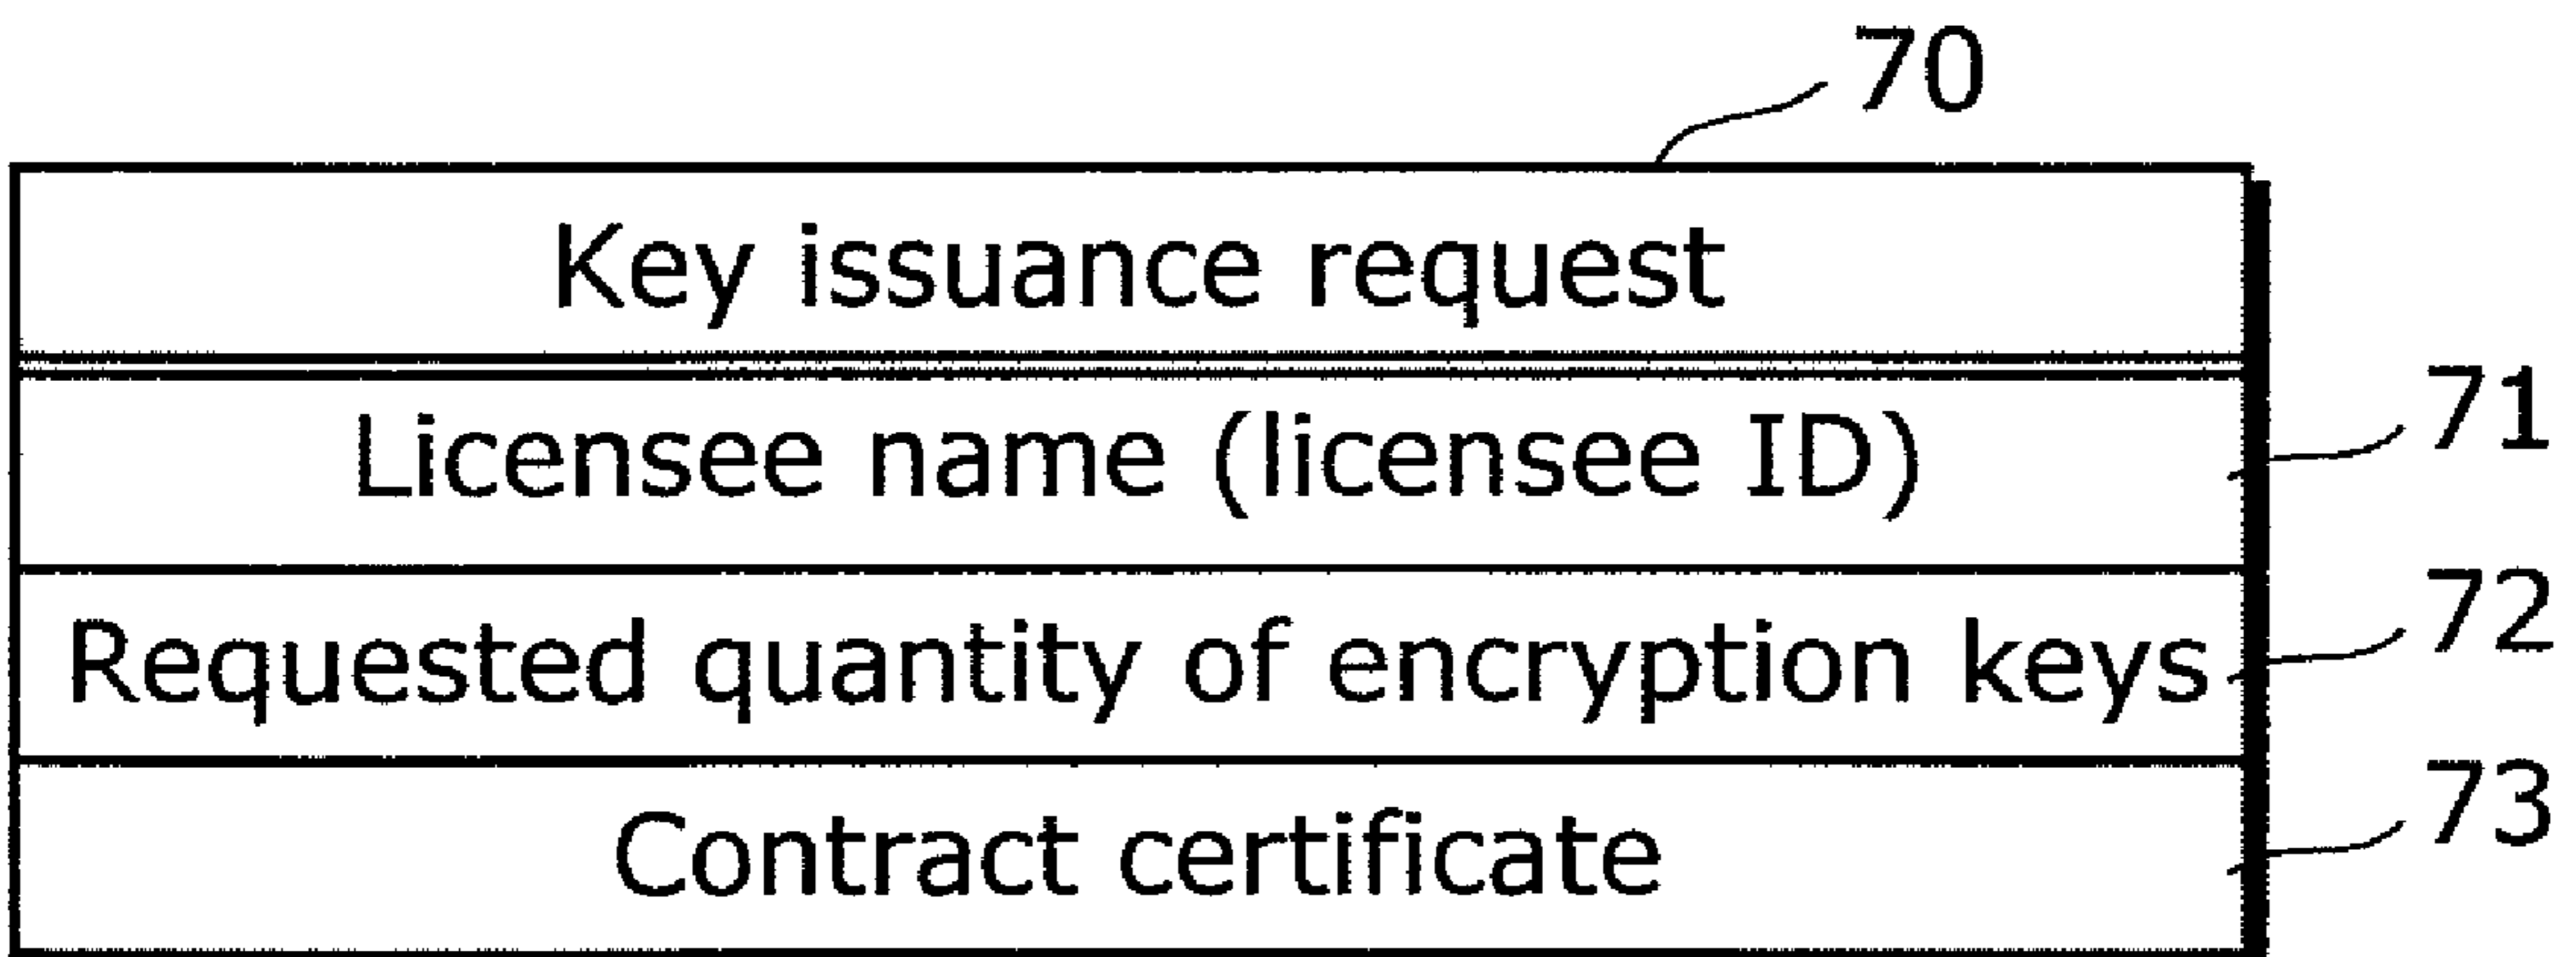 70
Key issuance request
Licensee name (licensee ID)
71
Requested quantity of encryption keys
72
Contract certificate
73